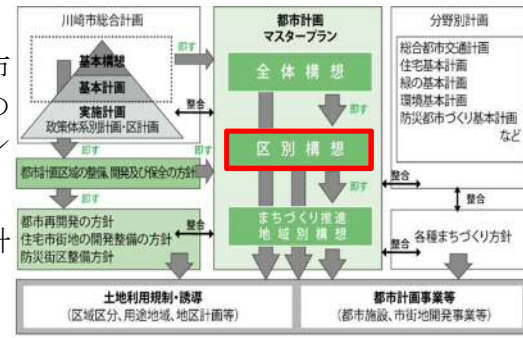 市
の
ン
計
川崎市総合計画
基本構想
基本計画
実施計画
政策体系別計画・区計画
即す
都市計画区域の整備、開発及び保全の方針
即す
都市再開発の方針
住宅市街地の開発整備の方針
防災街区整備方針
即す
整合
即す
整合
都市計画
マスタープラン
全体構想
即す
区別構想
即す
まちづくり推進
地域別構想
分野別計画
総合都市交通計画
住宅基本計画
緑の基本計画
環境基本計画
防災都市づくり基本計画
など
整合
整合
整合
各種まちづくり方針
土地利用規制・誘導
(区域区分、用途地域、地区計画等)
都市計画事業等
(都市施設、市街地開発事業等)